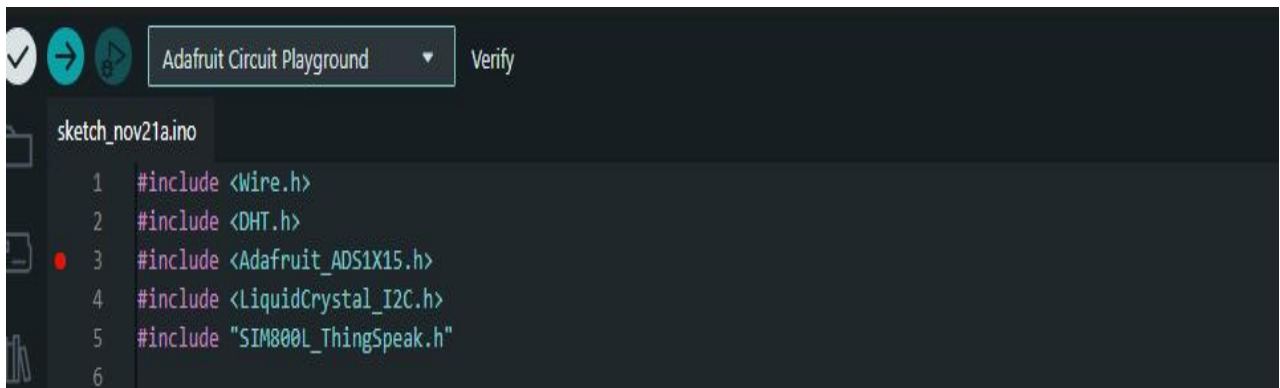 Adafruit Circuit Playground Verify
sketch_nov21a.ino
1 #include <Wire.h>
2 #include <DHT.h>
3 #include <Adafruit_ADS1X15.h>
4 #include <LiquidCrystal_I2C.h>
5 #include "SIM800L_ThingSpeak.h"
6